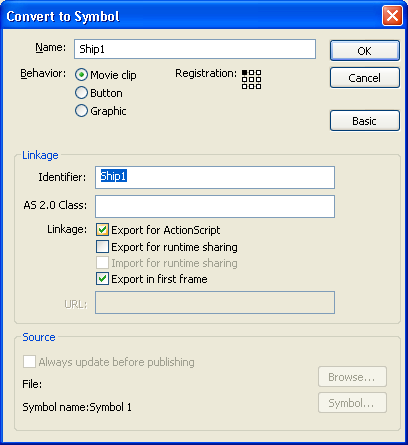 Convert to Symbol
Name: Ship1 OK
Behavior: Movie clip Registration: Cancel
Button
Graphic Basic
Linkage
Identifier: Ship1
AS 2.0 Class:
Linkage: Export for ActionScript
Export for runtime sharing
Import for runtime sharing
Export in first frame
URL:
Source
Always update before publishing
File: Browse...
Symbol name:Symbol 1 Symbol...